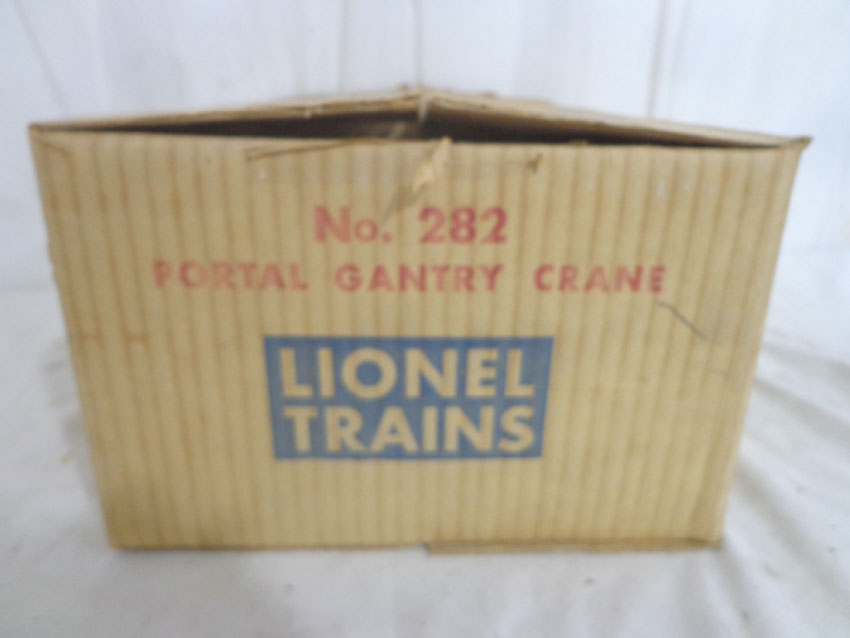 No. 282
PORTAL GANTRY CRANE
LIONEL
TRAINS